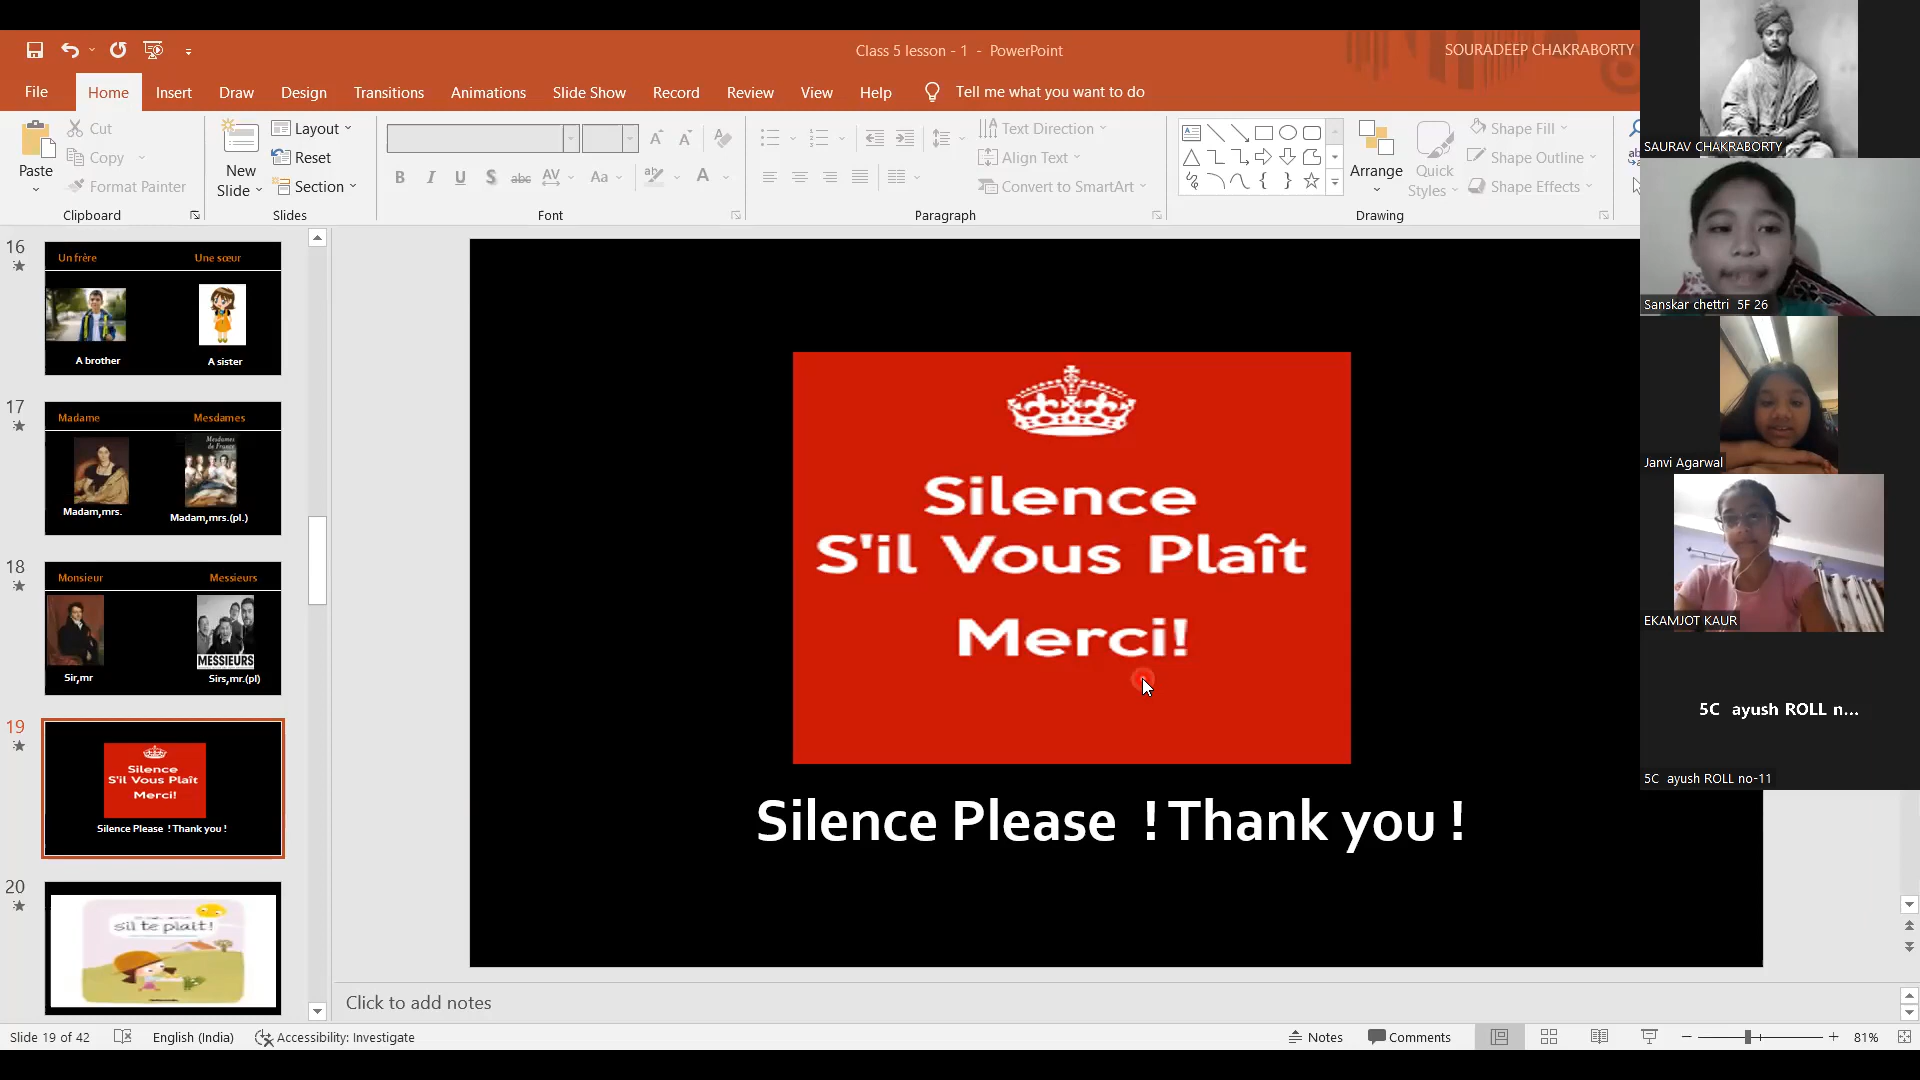 Class 5 lesson - 1 - PowerPoint
SOURADEEP CHAKRABORTY
File Home Insert Draw Design Transitions Animations Slide Show Record Review View Help Tell me what you want to do
Paste
Cut
Copy
Format Painter
Clipboard
New
Slide
Layout
Reset
Section
Slides
B I U S abc AV Aa A
Font
Text Direction
Align Text
Convert to SmartArt
Paragraph
Arrange
Quick
Styles
Shape Fill
Shape Outline
Shape Effects
Drawing
16
Un frère Une sœur
A brother A sister
17
Madame Mesdames
Mesdames
de France
Madam,mrs. Madam,mrs.(pl.)
18
Monsieur Messieurs
MESSIEURS
Sir,mr Sirs,mr.(pl)
19
Silence
S'il Vous Plaît
Merci!
Silence Please ! Thank you !
20
sil te plait!
Silence
S'il Vous Plaît
Merci!
Silence Please ! Thank you !
SAURAV CHAKRABORTY
Sanskar chettri 5F 26
Janvi Agarwal
EKAMJOT KAUR
5C ayush ROLL n...
5C ayush ROLL no-11
Click to add notes
Slide 19 of 42 English (India) Accessibility: Investigate Notes Comments 81%